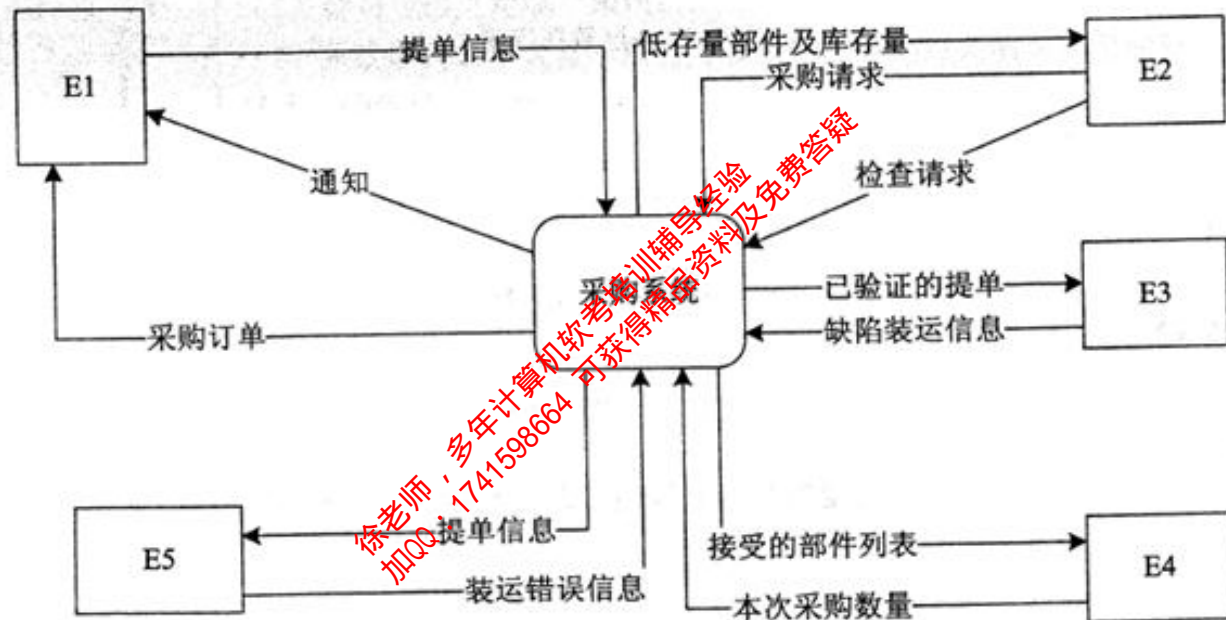 E1
提单信息
低存量部件及库存量
采购请求
E2
检查请求
通知
采购系统
已验证的提单
缺陷装运信息
E3
采购订单
徐老师，多年计算机软考培训辅导经验
加QQ：1741598664 可获得精品资料及免费答疑
提单信息
装运错误信息
E5
接受的部件列表
本次采购数量
E4